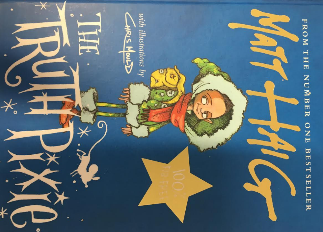 FROM THE NUMBER ONE BESTSELLER
MATT HAIG
with illustrations by
CHRIS MOULD
THE
TRUTH PIXIE